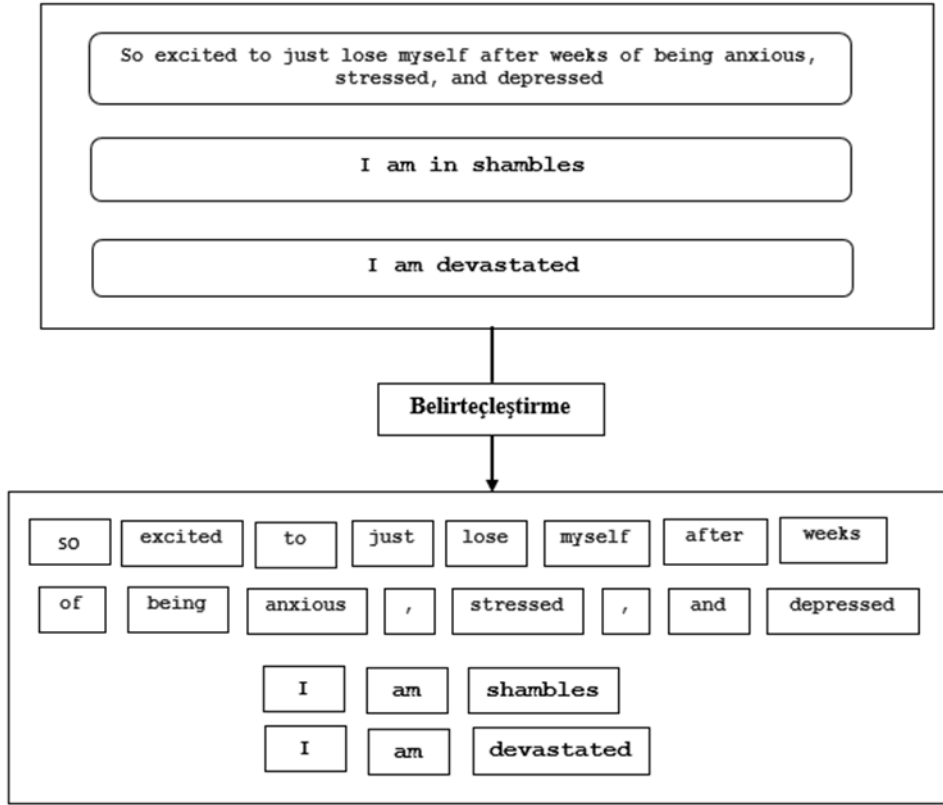 So excited to just lose myself after weeks of being anxious,
stressed, and depressed
I am in shambles
I am devastated
Belirteçleştirme
so excited to just lose myself after weeks
of being anxious , stressed , and depressed
I am shambles
I am devastated